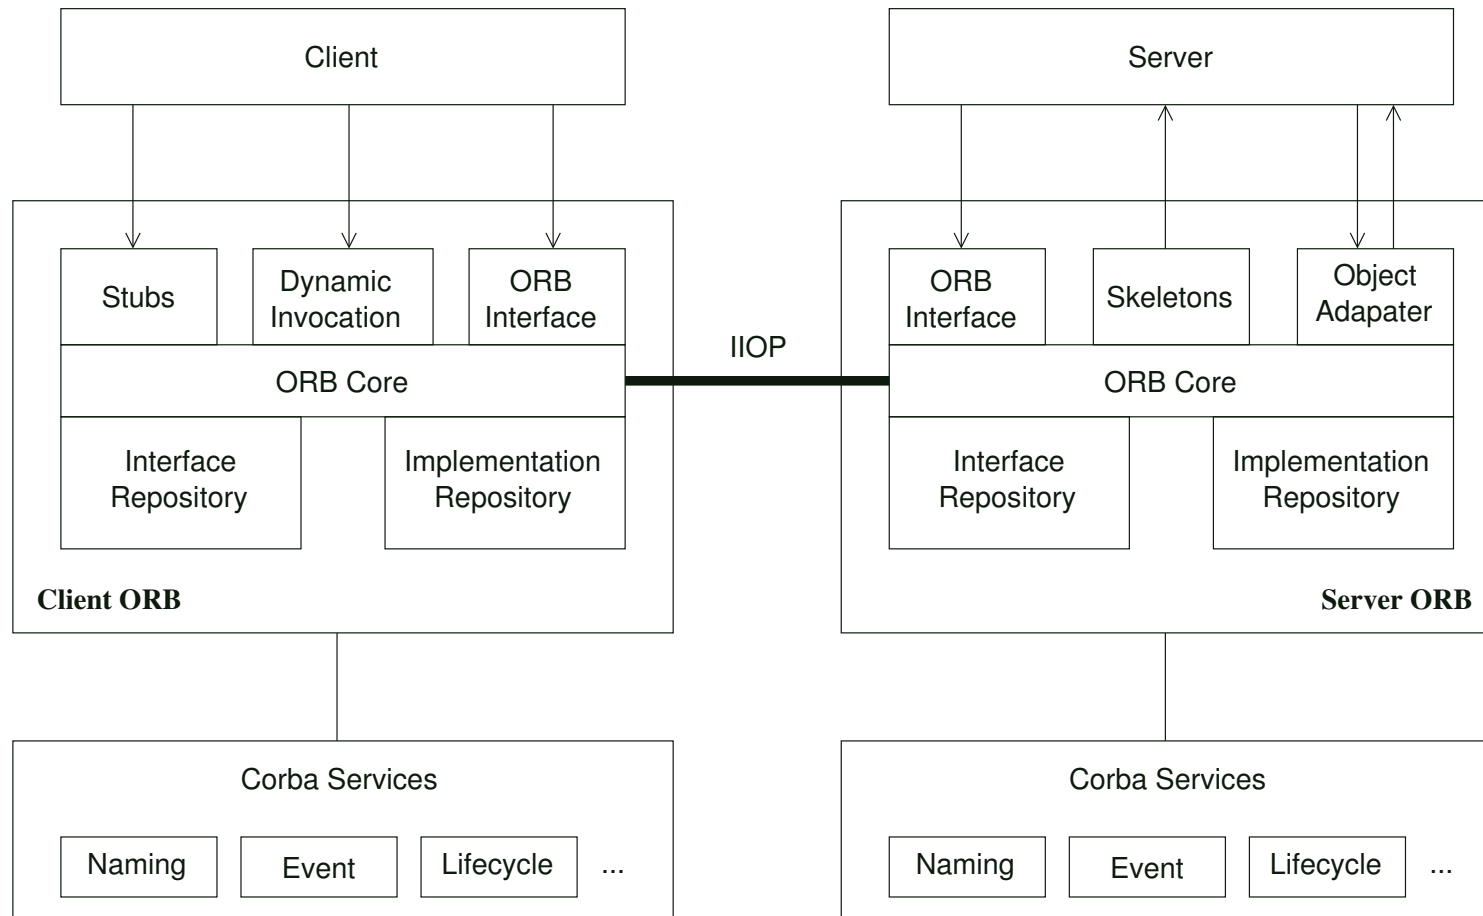 Client
Server
Stubs
Dynamic
Invocation
ORB
Interface
ORB
Interface
Skeletons
Object
Adapater
IIOP
ORB Core
ORB Core
Interface
Repository
Implementation
Repository
Interface
Repository
Implementation
Repository
Client ORB
Server ORB
Corba Services
Corba Services
Naming
Event
Lifecycle
...
Naming
Event
Lifecycle
...